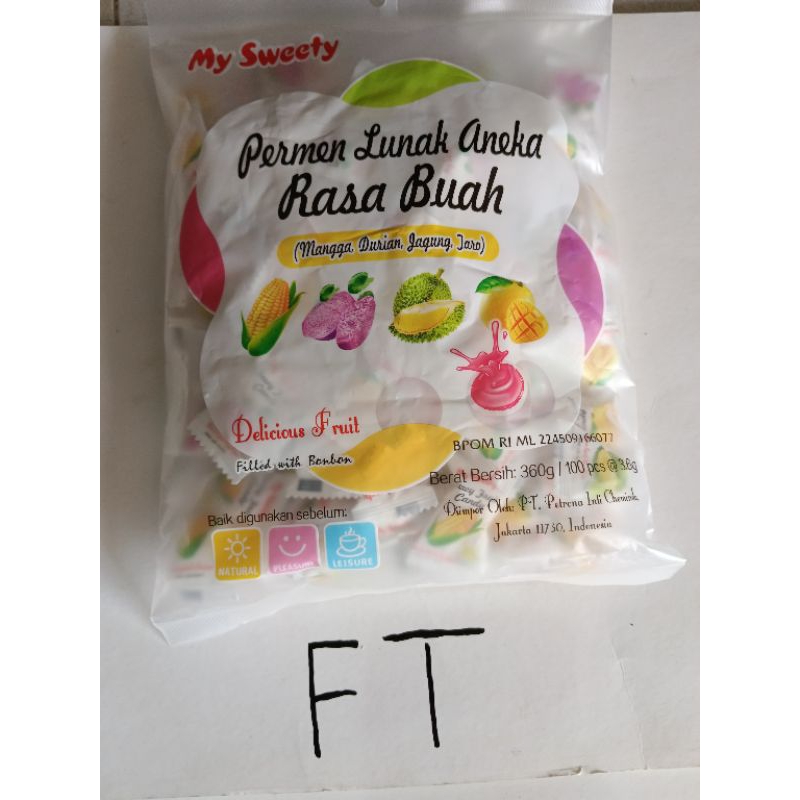 My Sweety
Permen Lunak Aneka
Rasa Buah
(Mangga, Durian, Jagung, Taro)
Delicious Fruit
Filled with Bonbon
BPOM RI ML 224509166077
Berat Bersih: 360g / 100 pcs @ 3.6g
Diimpor Oleh: PT. Petrona Inti Chemindo
Jakarta 11730, Indonesia
Baik digunakan sebelum:
NATURAL
PLEASURE
LEISURE
FT